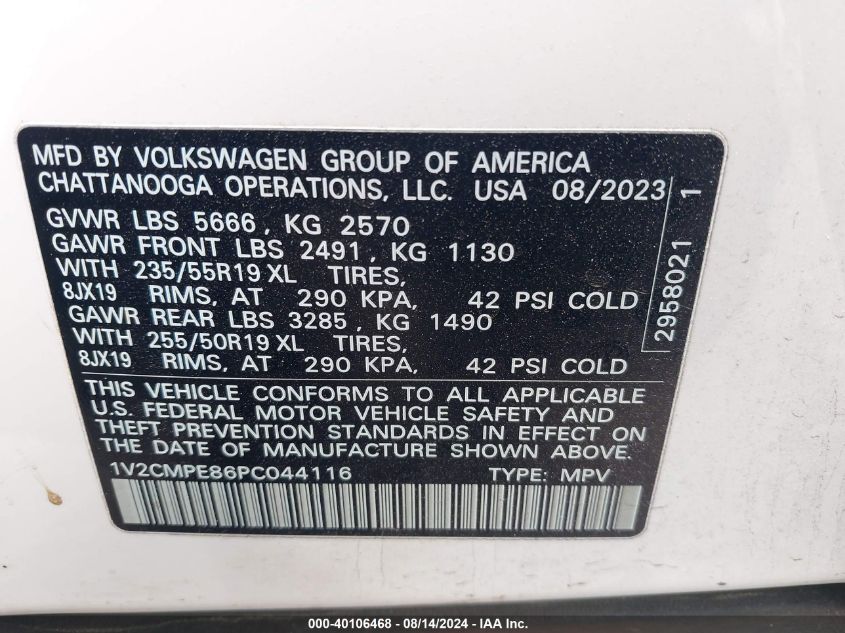 MFD BY VOLKSWAGEN GROUP OF AMERICA
CHATTANOOGA OPERATIONS, LLC. USA 08/2023
GVWR LBS 5666, KG 2570
GAWR FRONT LBS 2491, KG 1130
WITH 235/55R19 XL TIRES,
8JX19 RIMS, AT 290 KPA, 42 PSI COLD
GAWR REAR LBS 3285, KG 1490
WITH 255/50R19 XL TIRES,
8JX19 RIMS, AT 290 KPA, 42 PSI COLD
2958021 1
THIS VEHICLE CONFORMS TO ALL APPLICABLE
U.S. FEDERAL MOTOR VEHICLE SAFETY AND
THEFT PREVENTION STANDARDS IN EFFECT ON
THE DATE OF MANUFACTURE SHOWN ABOVE.
1V2CMPE86PC044116 TYPE: MPV
000-40106468 - 08/14/2024 - IAA Inc.